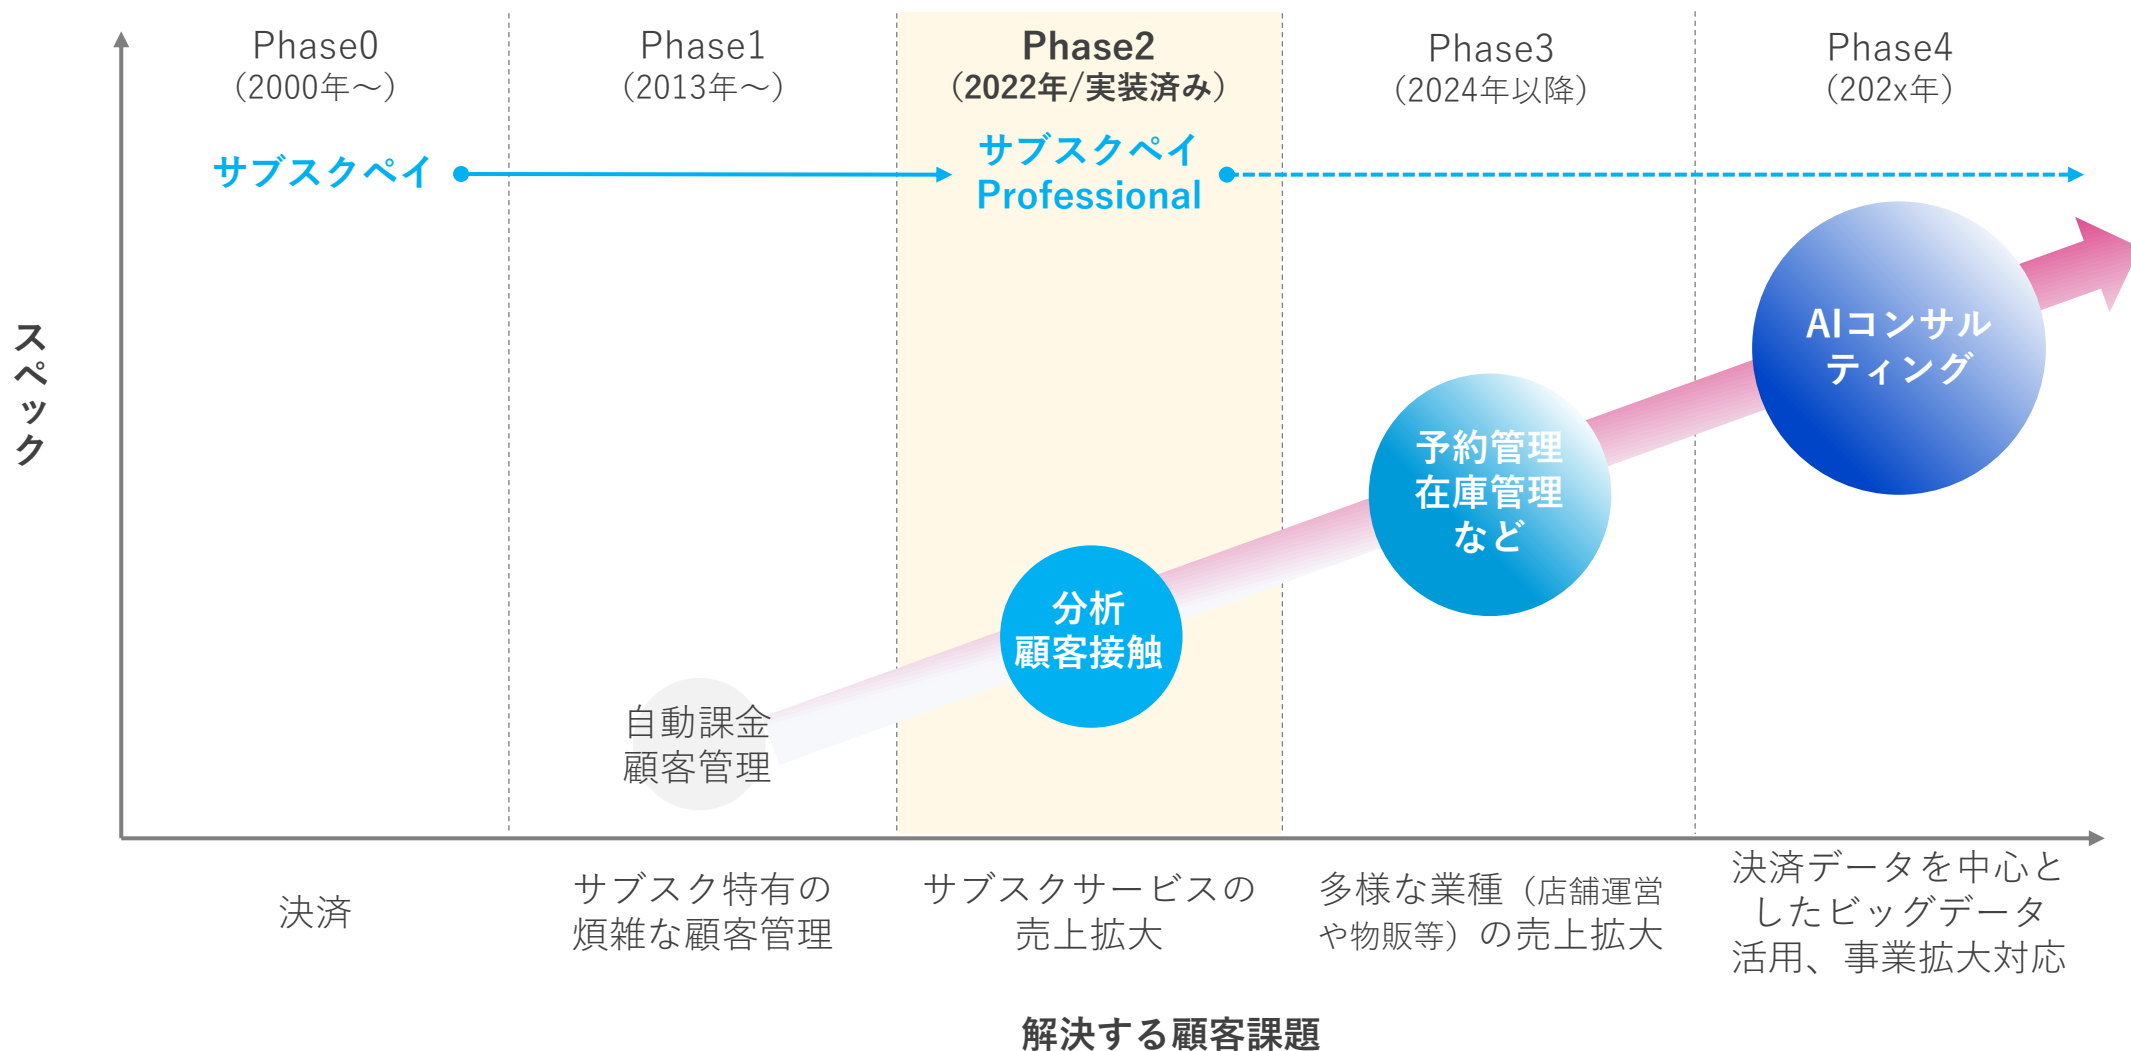 Phase0
（2000年～）
Phase1
（2013年～）
Phase2
（2022年/実装済み）
Phase3
（2024年以降）
Phase4
（202x年）
サブスクペイ
サブスクペイ
Professional
スペック
AIコンサル
ティング
予約管理
在庫管理
など
分析
顧客接触
自動課金
顧客管理
決済
サブスク特有の
煩雑な顧客管理
サブスクサービスの
売上拡大
多様な業種（店舗運営
や物販等）の売上拡大
決済データを中心と
したビッグデータ
活用、事業拡大対応
解決する顧客課題